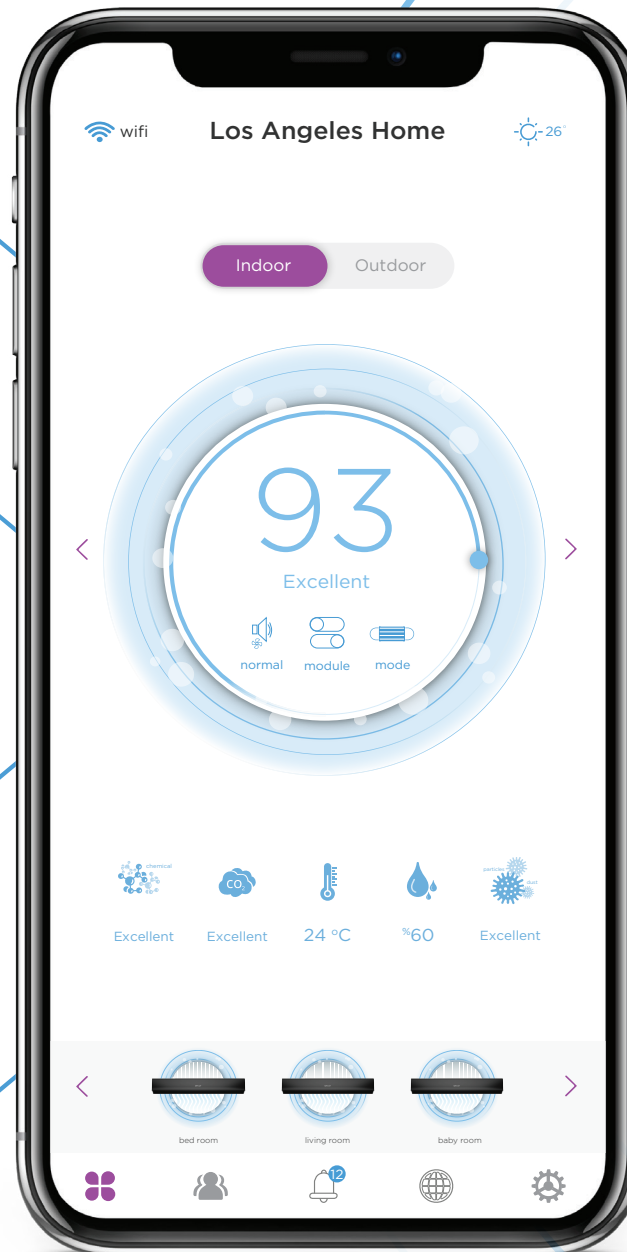 wifi
Los Angeles Home
26°
Indoor
Outdoor
93
Excellent
normal
module
mode
chemical
CO2
particles
dust
Excellent
Excellent
24 °C
%60
Excellent
bed room
living room
baby room
12